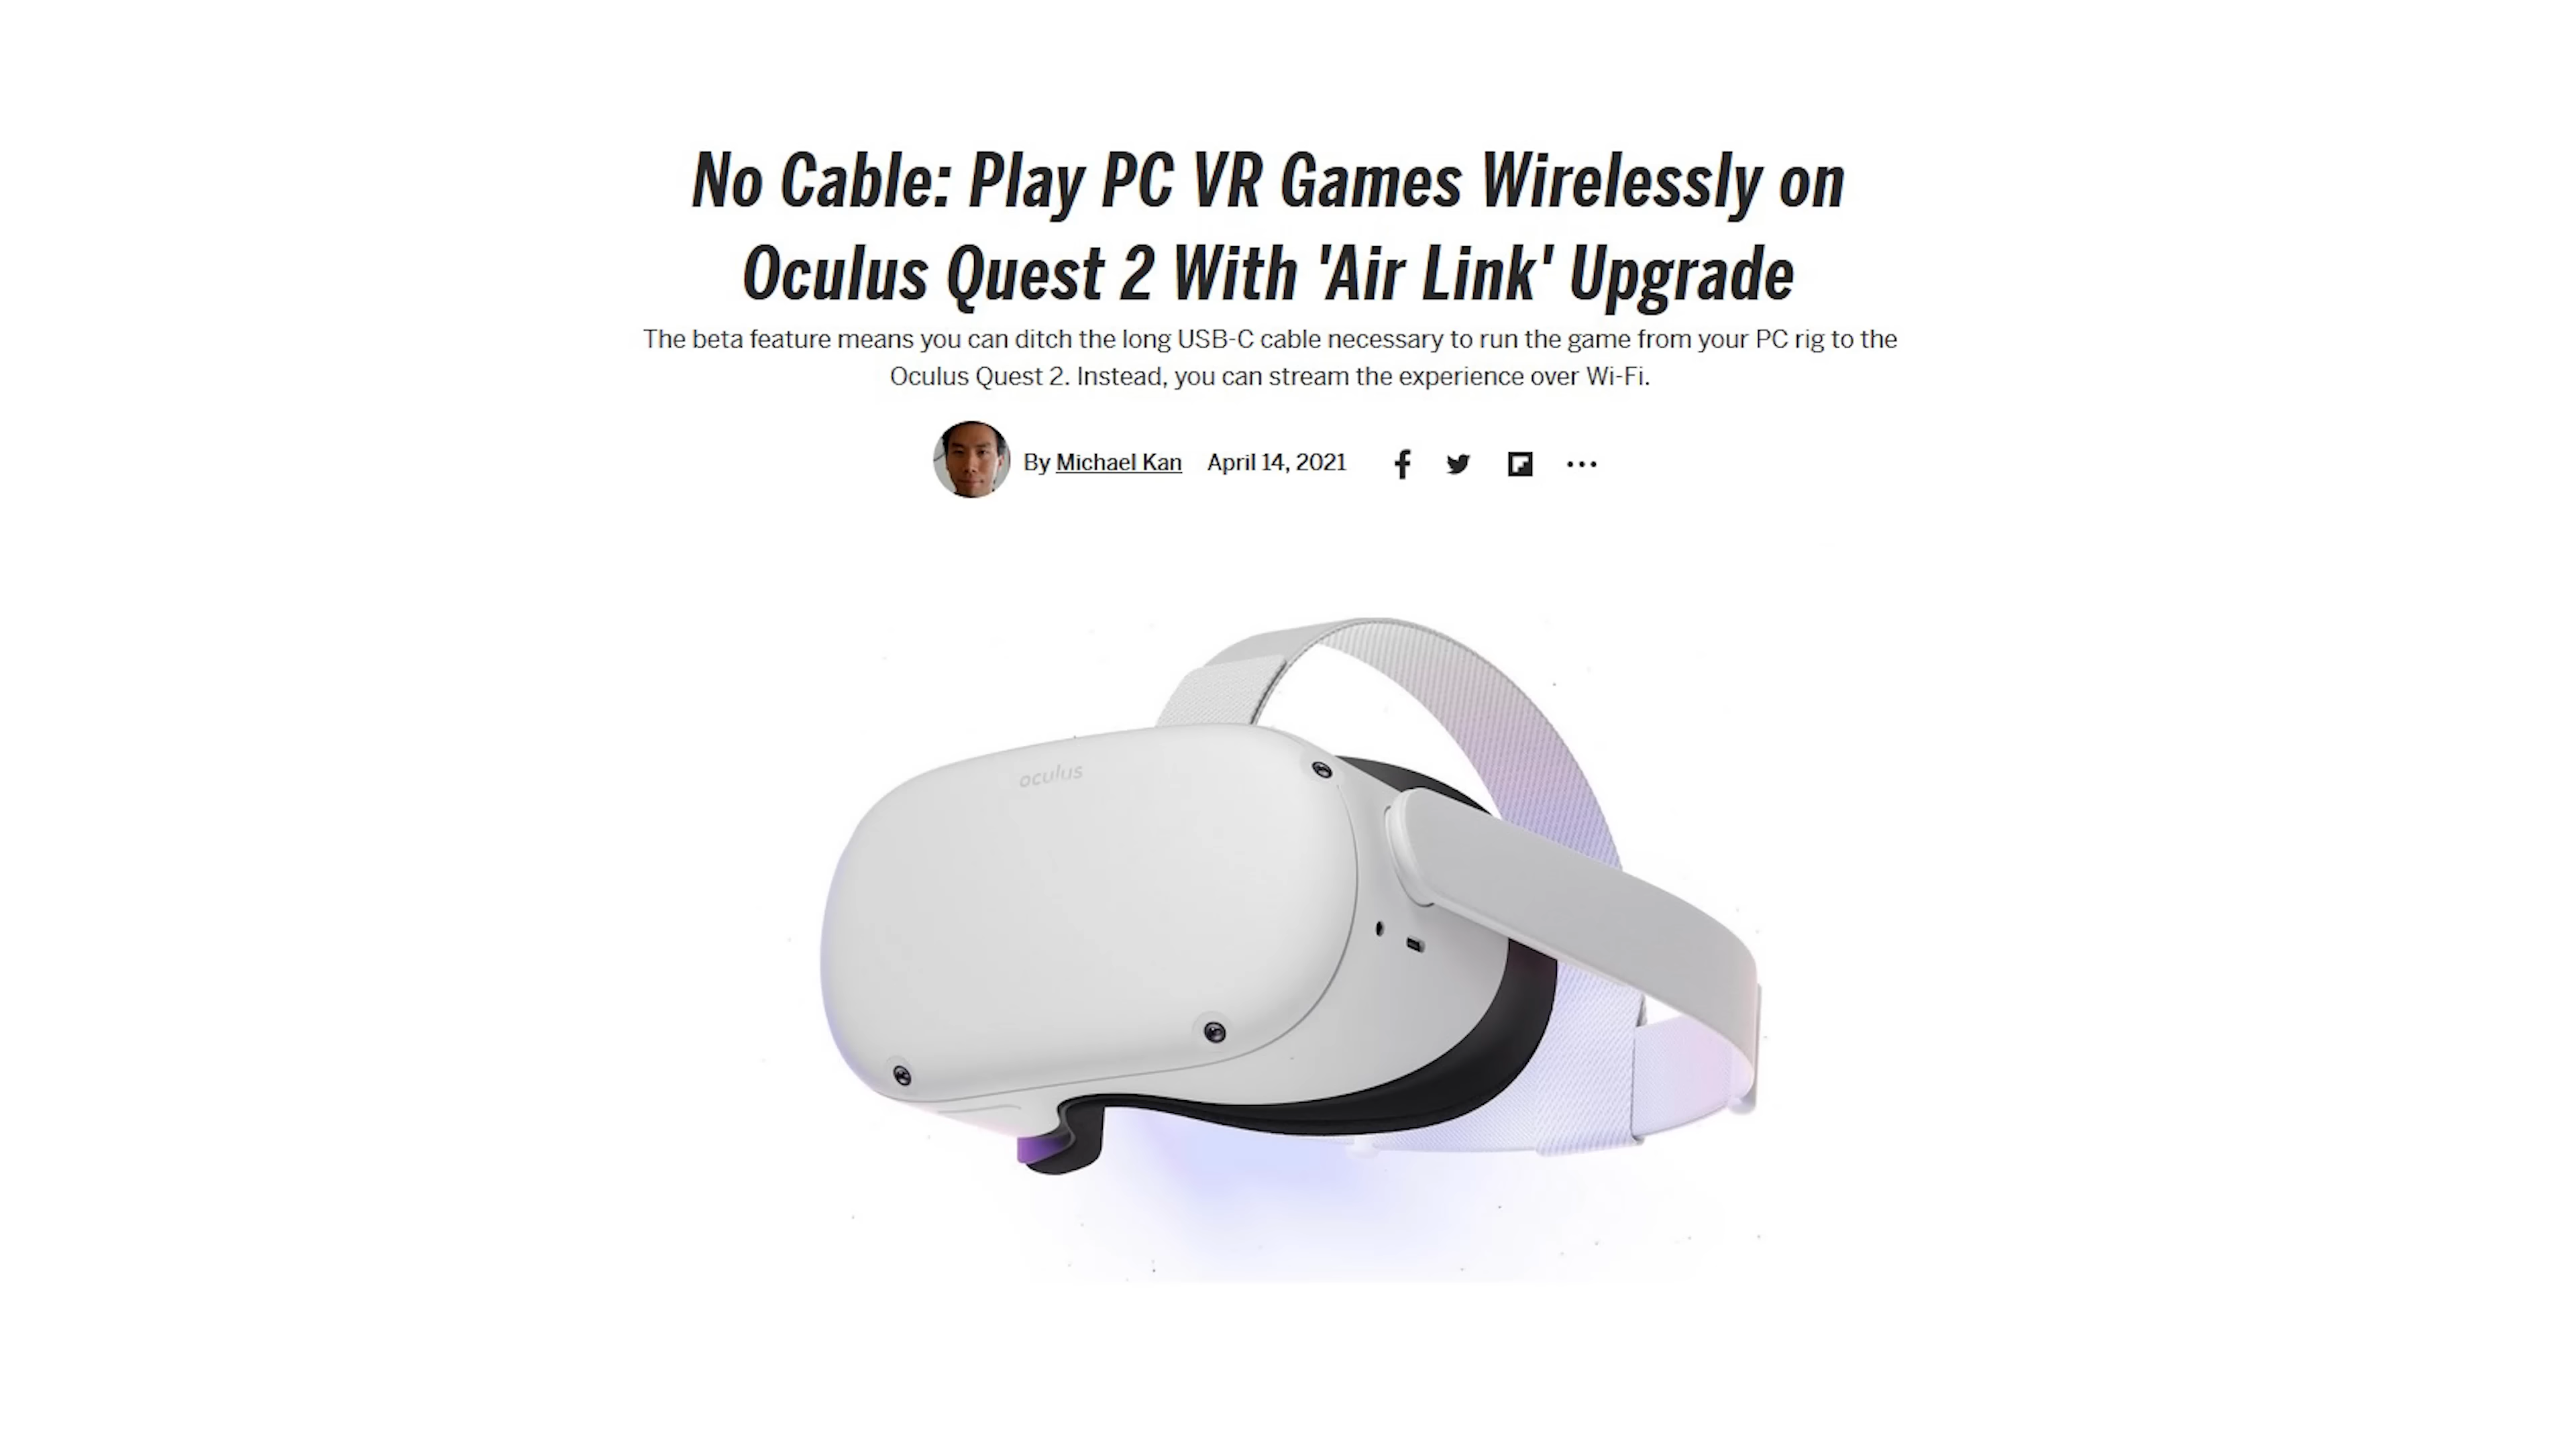 No Cable: Play PC VR Games Wirelessly on
Oculus Quest 2 With 'Air Link' Upgrade
The beta feature means you can ditch the long USB-C cable necessary to run the game from your PC rig to the
Oculus Quest 2. Instead, you can stream the experience over Wi-Fi.
By Michael Kan April 14, 2021
oculus